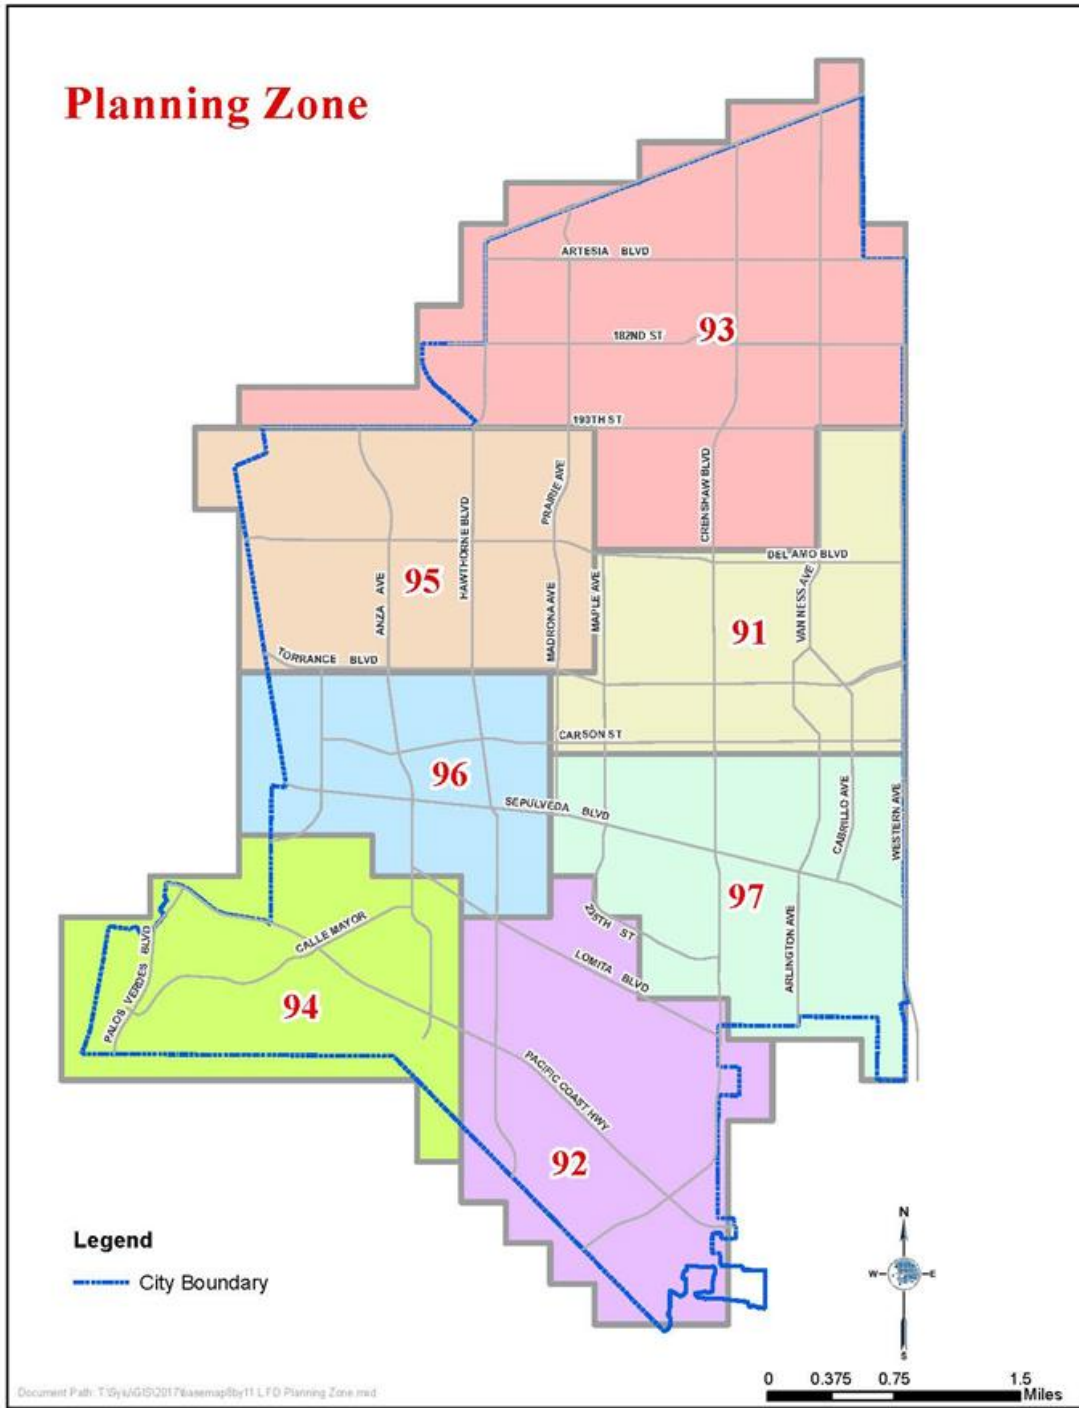 Planning Zone
ARTESIA BLVD
182ND ST
93
190TH ST
PRAIRIE AVE
CRENSHAW BLVD
HAWTHORNE BLVD
DEL AMO BLVD
95
ANZA AVE
MADRONA AVE
MAPLE AVE
VAN NESS AVE
91
TORRANCE BLVD
CARSON ST
96
SEPULVEDA BLVD
CABRILLO AVE
WESTERN AVE
97
235TH ST
CALLE MAYOR
LOMITA BLVD
ARLINGTON AVE
PALOS VERDES BLVD
94
PACIFIC COAST HWY
92
Legend
City Boundary
N
W
E
S
0 0.375 0.75 1.5
Miles